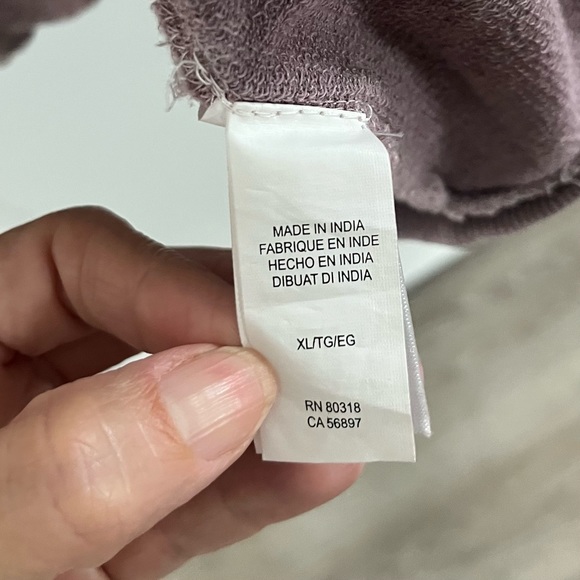 MADE IN INDIA
FABRIQUE EN INDE
HECHO EN INDIA
DIBUAT DI INDIA
XL/TG/EG
RN 80318
CA 56897